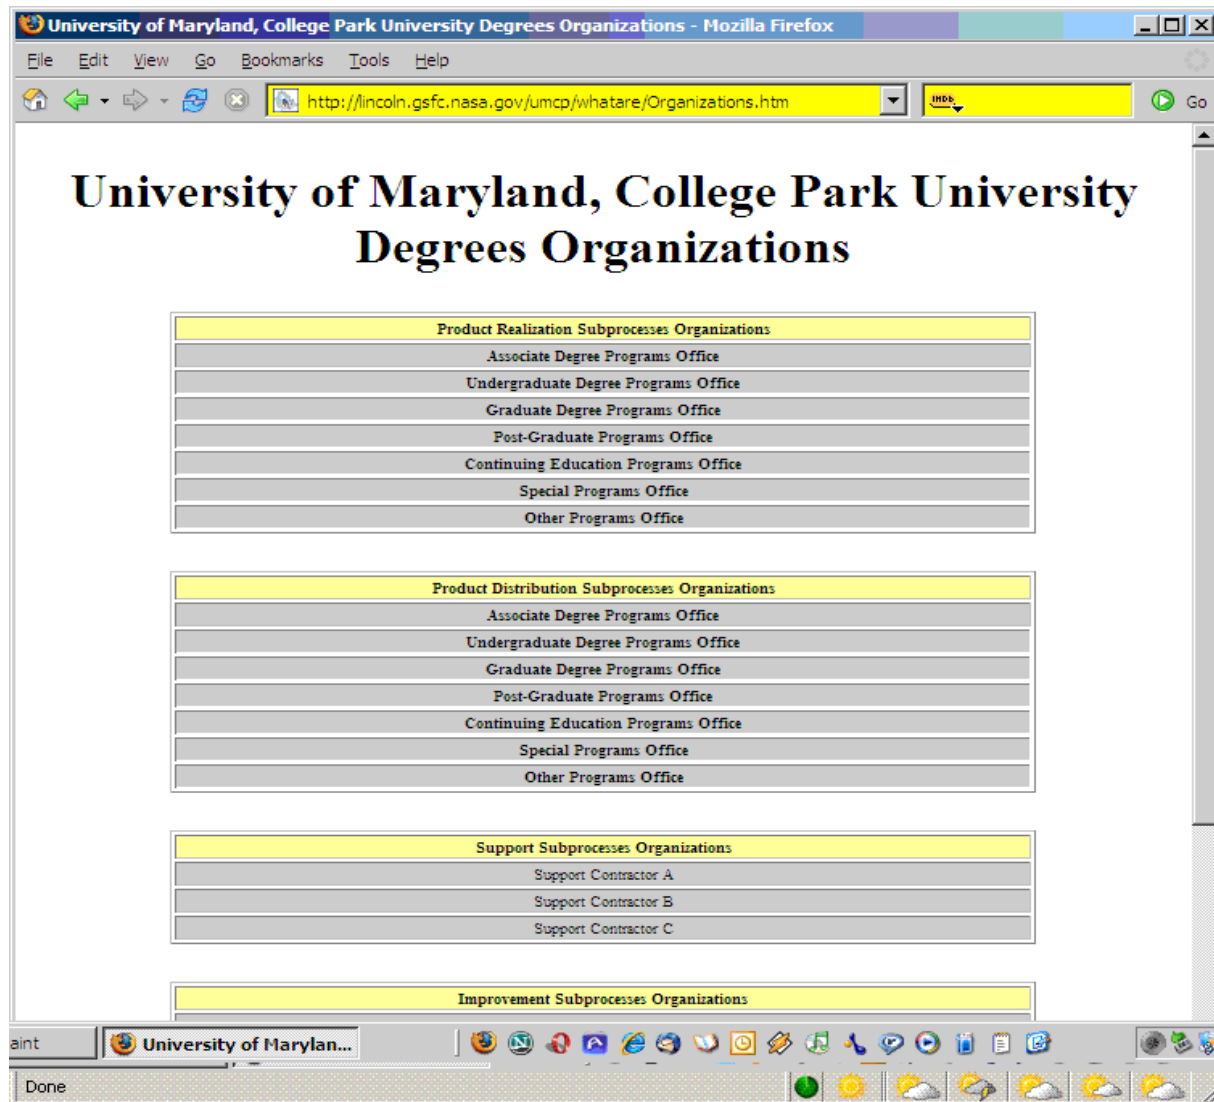 University of Maryland, College Park University Degrees Organizations - Mozilla Firefox
File Edit View Go Bookmarks Tools Help
http://lincoln.gsfc.nasa.gov/umcp/whatare/Organizations.htm IMDb Go
University of Maryland, College Park University
Degrees Organizations
Product Realization Subprocesses Organizations
Associate Degree Programs Office
Undergraduate Degree Programs Office
Graduate Degree Programs Office
Post-Graduate Programs Office
Continuing Education Programs Office
Special Programs Office
Other Programs Office
Product Distribution Subprocesses Organizations
Associate Degree Programs Office
Undergraduate Degree Programs Office
Graduate Degree Programs Office
Post-Graduate Programs Office
Continuing Education Programs Office
Special Programs Office
Other Programs Office
Support Subprocesses Organizations
Support Contractor A
Support Contractor B
Support Contractor C
Improvement Subprocesses Organizations
aint University of Marylan...
Done